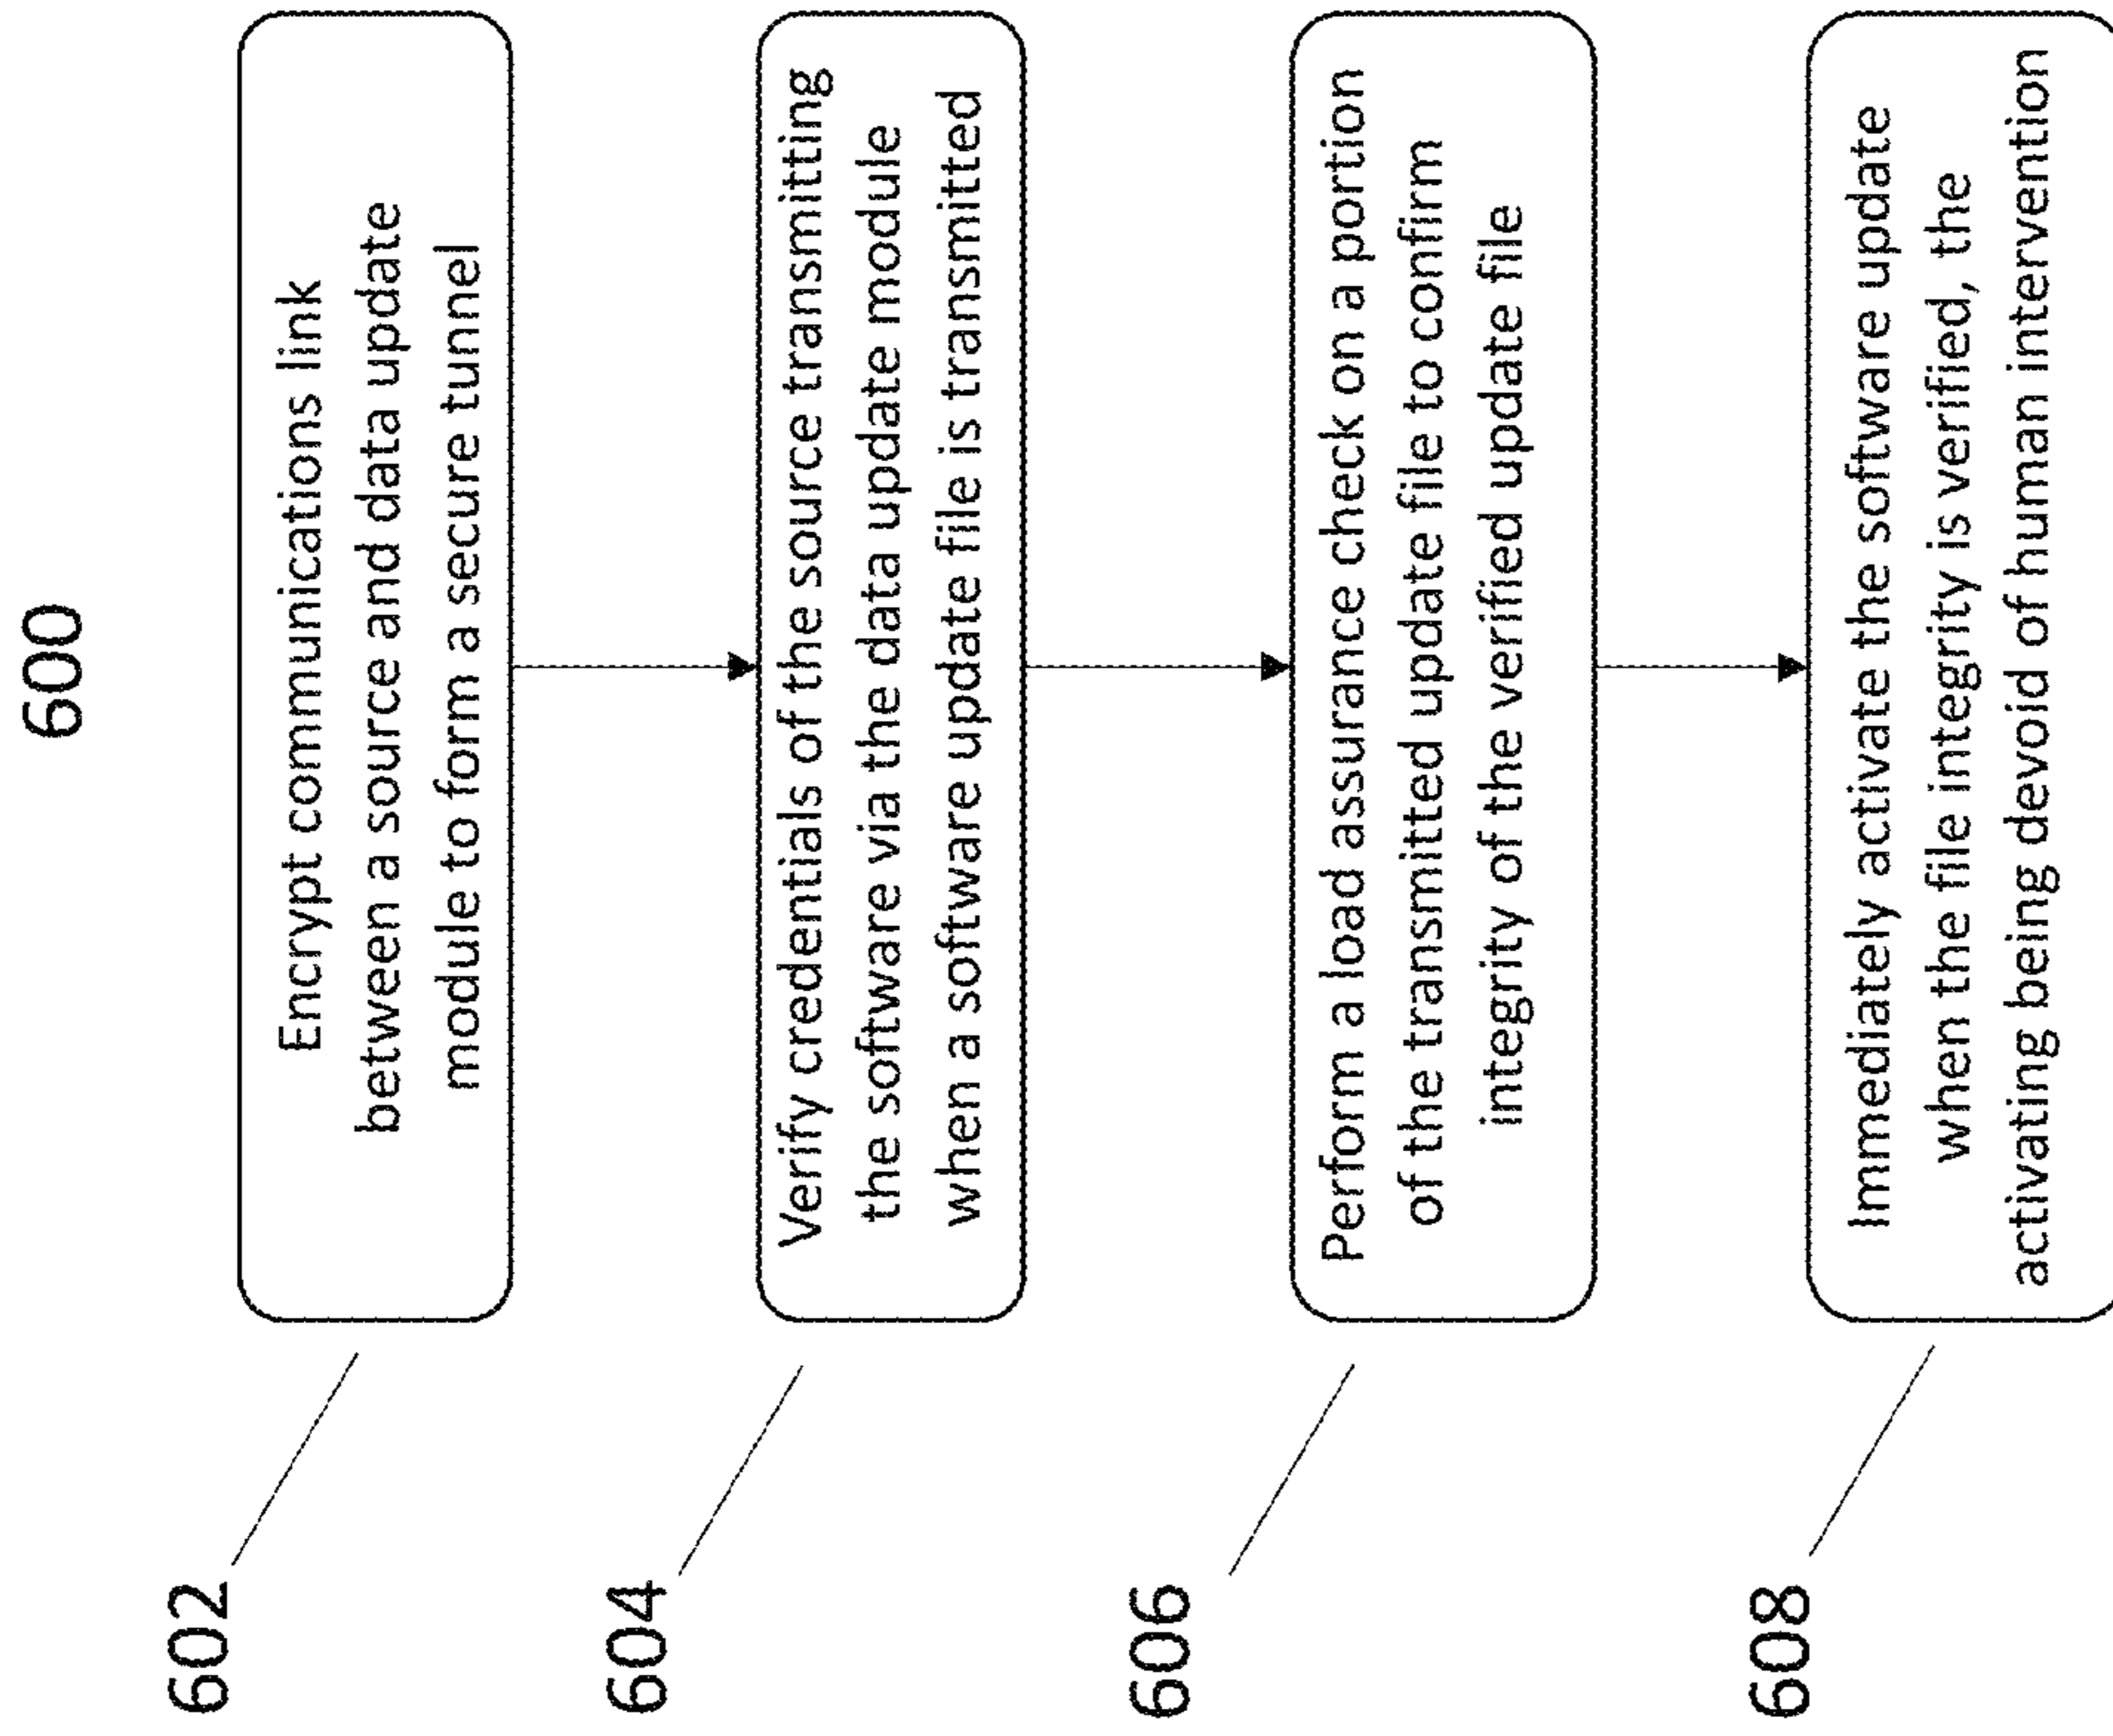 600
602
Encrypt communications link
between a source and data update
module to form a secure tunnel
604
Verify credentials of the source transmitting
the software via the data update module
when a software update file is transmitted
606
Perform a load assurance check on a portion
of the transmitted update file to confirm
integrity of the verified update file
608
Immediately activate the software update
when the file integrity is verified, the
activating being devoid of human intervention